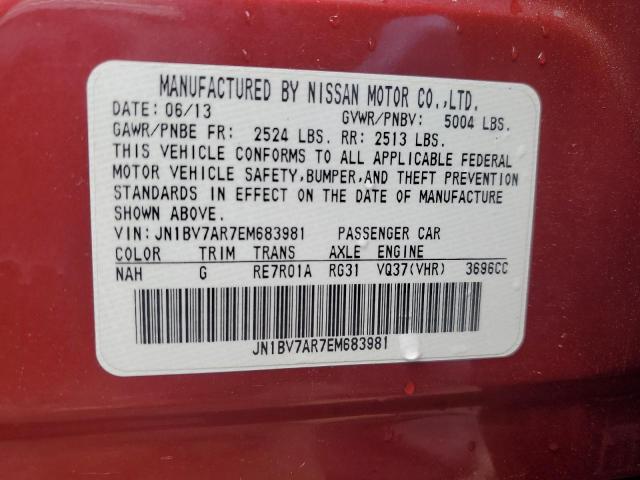 MANUFACTURED BY NISSAN MOTOR CO.,LTD.
DATE: 06/13 GVWR/PNBV: 5004 LBS.
GAWR/PNBE FR: 2524 LBS. RR: 2513 LBS.
THIS VEHICLE CONFORMS TO ALL APPLICABLE FEDERAL
MOTOR VEHICLE SAFETY, BUMPER, AND THEFT PREVENTION
STANDARDS IN EFFECT ON THE DATE OF MANUFACTURE
SHOWN ABOVE.
VIN: JN1BV7AR7EM683981 PASSENGER CAR
COLOR TRIM TRANS AXLE ENGINE
NAH G RE7R01A RG31 VQ37(VHR) 3696CC
JN1BV7AR7EM683981